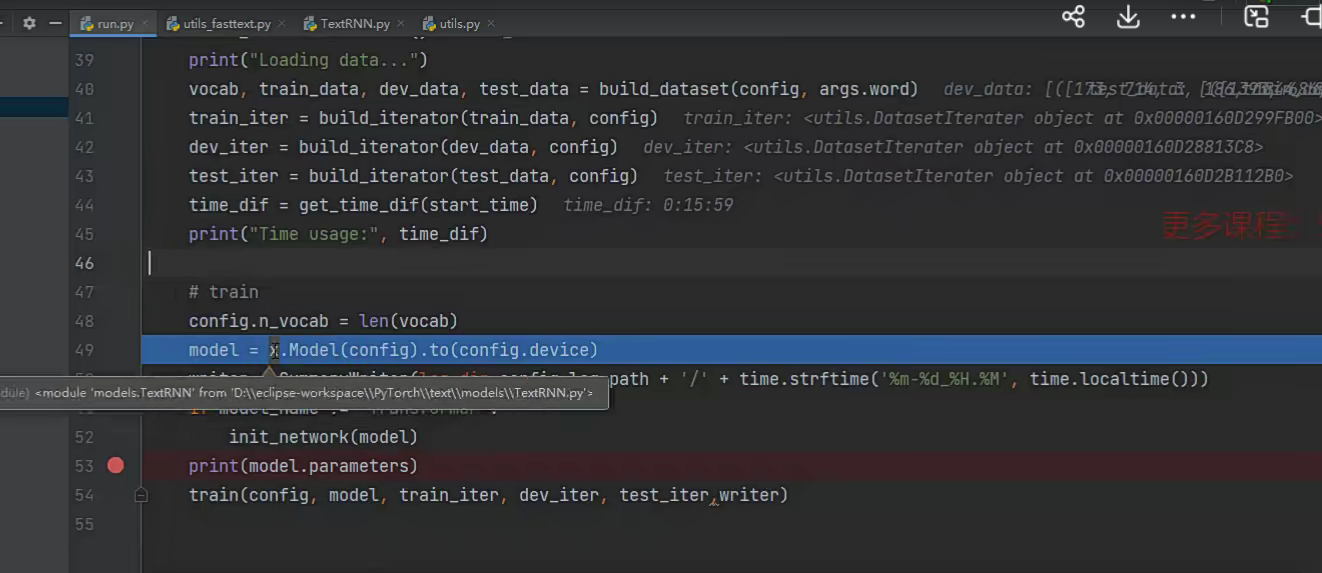 run.py × utils_fasttext.py × TextRNN.py × utils.py ×
39 print("Loading data...")
40 vocab, train_data, dev_data, test_data = build_dataset(config, args.word) dev_data: [([173, 714, 3,
41 train_iter = build_iterator(train_data, config) train_iter: <utils.DatasetIterater object at 0x00000160D299FB00>
42 dev_iter = build_iterator(dev_data, config) dev_iter: <utils.DatasetIterater object at 0x00000160D28813C8>
43 test_iter = build_iterator(test_data, config) test_iter: <utils.DatasetIterater object at 0x00000160D2B112B0>
44 time_dif = get_time_dif(start_time) time_dif: 0:15:59
45 print("Time usage:", time_dif)
更多课程
46
47 # train
48 config.n_vocab = len(vocab)
49 model = x.Model(config).to(config.device)
path + '/' + time.strftime('%m-%d_%H.%M', time.localtime()))
dule) <module 'models.TextRNN' from 'D:\\eclipse-workspace\\PyTorch\\text\\models\\TextRNN.py'>
52 init_network(model)
53 print(model.parameters)
54 train(config, model, train_iter, dev_iter, test_iter,writer)
55